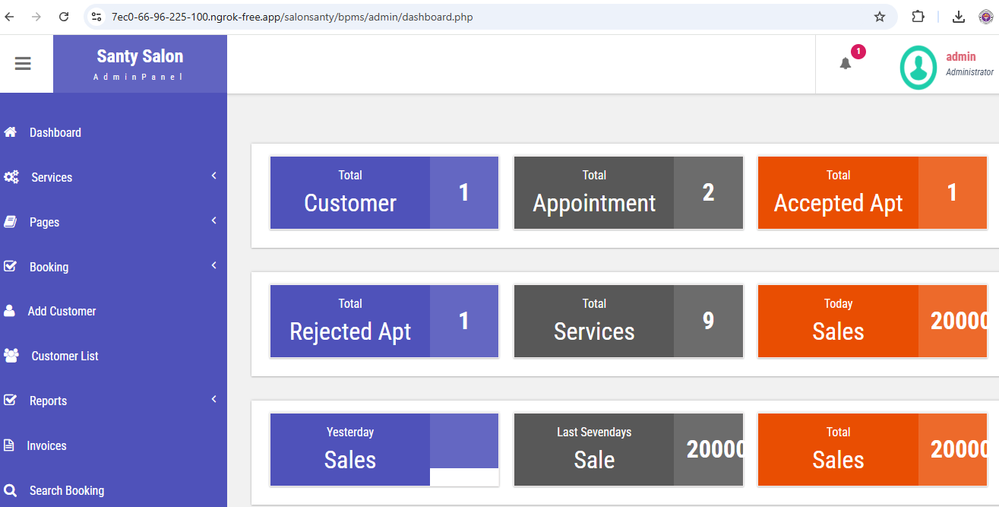 7ec0-66-96-225-100.ngrok-free.app/salonsanty/bpms/admin/dashboard.php
Santy Salon
AdminPanel
1
admin
Administrator
Dashboard
Services
Pages
Booking
Add Customer
Customer List
Reports
Invoices
Search Booking
Total
Customer
1
Total
Appointment
2
Total
Accepted Apt
1
Total
Rejected Apt
1
Total
Services
9
Today
Sales
20000
Yesterday
Sales
Last Sevendays
Sale
20000
Total
Sales
20000